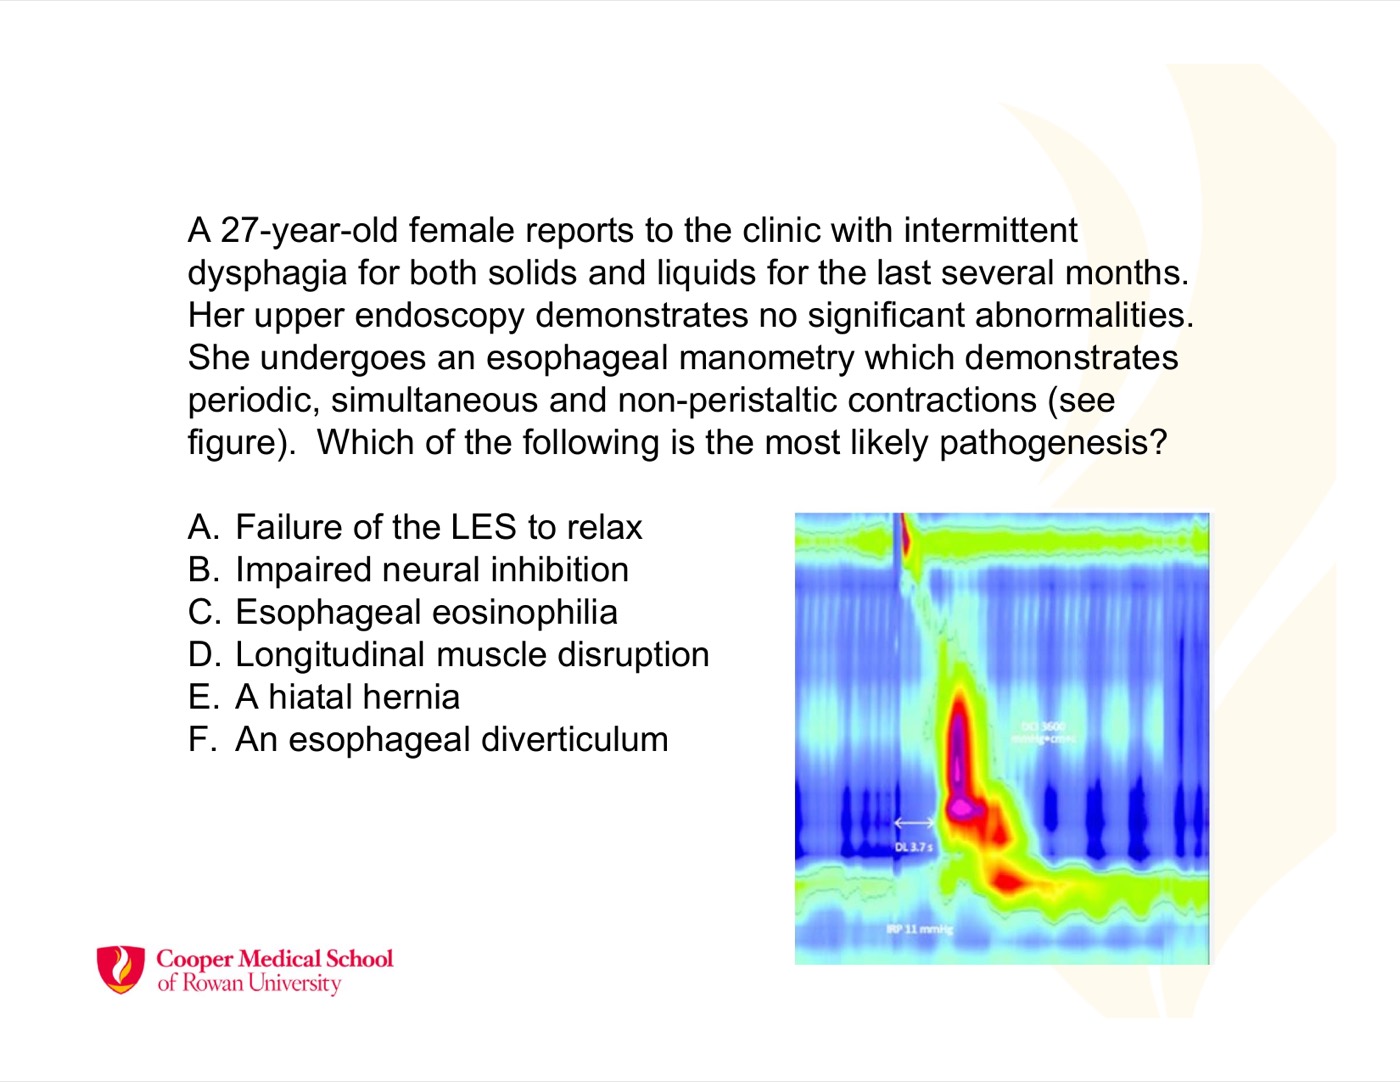 A 27-year-old female reports to the clinic with intermittent
dysphagia for both solids and liquids for the last several months.
Her upper endoscopy demonstrates no significant abnormalities.
She undergoes an esophageal manometry which demonstrates
periodic, simultaneous and non-peristaltic contractions (see
figure).  Which of the following is the most likely pathogenesis?
A. Failure of the LES to relax
B. Impaired neural inhibition
C. Esophageal eosinophilia
D. Longitudinal muscle disruption
E. A hiatal hernia
F. An esophageal diverticulum
DCI 3600
DL 3.7 s
IRP 11 mmHg
Cooper Medical School
of Rowan University